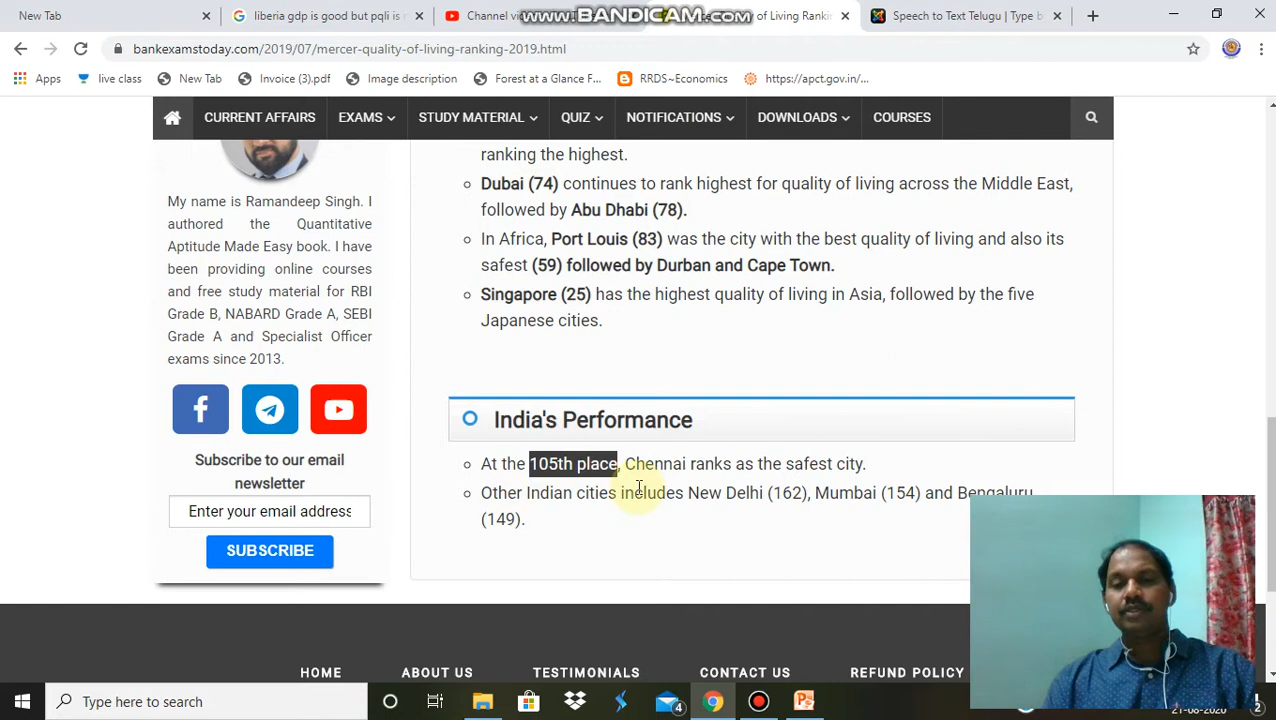 New Tab
liberia gdp is good but pqli is r
Channel vi
of Living Ranki
Speech to Text Telugu | Type b
www.BANDICAM.com
bankexamstoday.com/2019/07/mercer-quality-of-living-ranking-2019.html
Apps
live class
New Tab
Invoice (3).pdf
Image description
Forest at a Glance F...
RRDS~Economics
https://apct.gov.in/...
CURRENT AFFAIRS
EXAMS
STUDY MATERIAL
QUIZ
NOTIFICATIONS
DOWNLOADS
COURSES
My name is Ramandeep Singh. I
authored the Quantitative
Aptitude Made Easy book. I have
been providing online courses
and free study material for RBI
Grade B, NABARD Grade A, SEBI
Grade A and Specialist Officer
exams since 2013.
Subscribe to our email
newsletter
Enter your email address
SUBSCRIBE
ranking the highest.
Dubai (74) continues to rank highest for quality of living across the Middle East,
followed by Abu Dhabi (78).
In Africa, Port Louis (83) was the city with the best quality of living and also its
safest (59) followed by Durban and Cape Town.
Singapore (25) has the highest quality of living in Asia, followed by the five
Japanese cities.
India's Performance
At the 105th place, Chennai ranks as the safest city.
Other Indian cities includes New Delhi (162), Mumbai (154) and Bengaluru
(149).
HOME
ABOUT US
TESTIMONIALS
CONTACT US
REFUND POLICY
Type here to search
4
21-08-2020
2